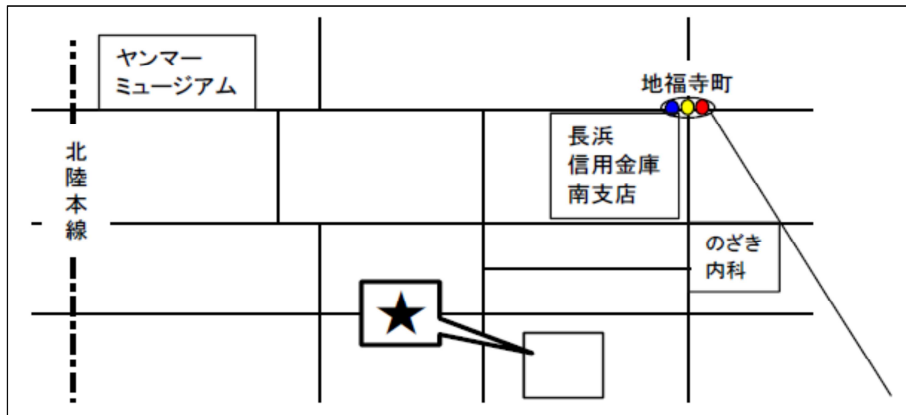 ヤンマー
ミュージアム
地福寺町
北陸本線
長浜
信用金庫
南支店
のざき
内科
★